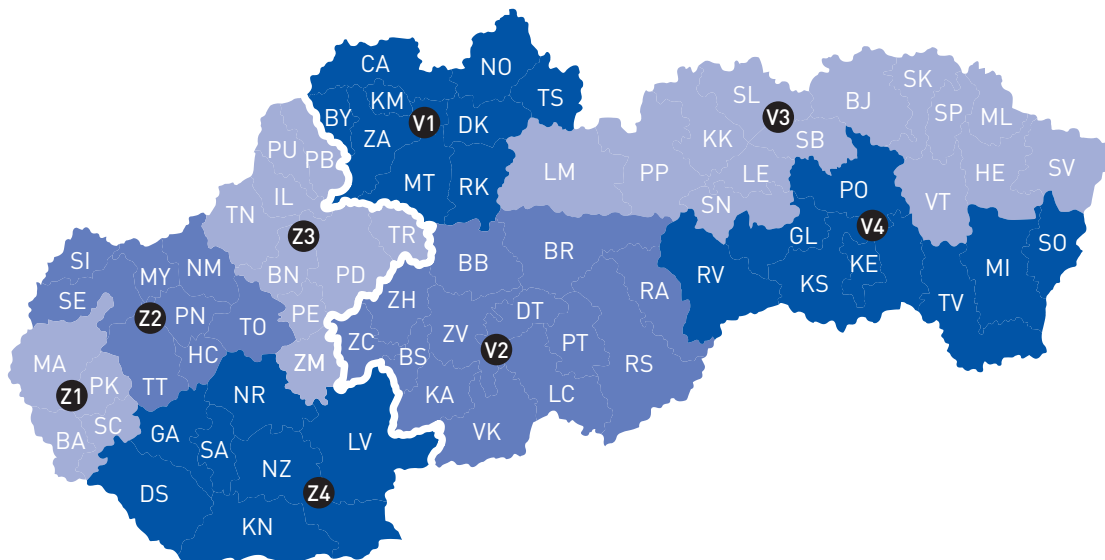 CA
NO
KM
TS
BY
V1
DK
ZA
MT
RK
SL
V3
BJ
SK
SP
ML
KK
SB
LM
PP
LE
HE
SV
SN
VT
PU
PB
IL
TN
Z3
TR
BN
PD
PE
ZM
PO
GL
V4
KE
KS
RV
SO
MI
TV
SI
MY
NM
SE
Z2
PN
TO
HC
TT
BB
BR
ZH
DT
RA
ZV
ZC
BS
V2
PT
RS
KA
LC
VK
MA
PK
Z1
SC
BA
NR
GA
SA
LV
NZ
DS
Z4
KN